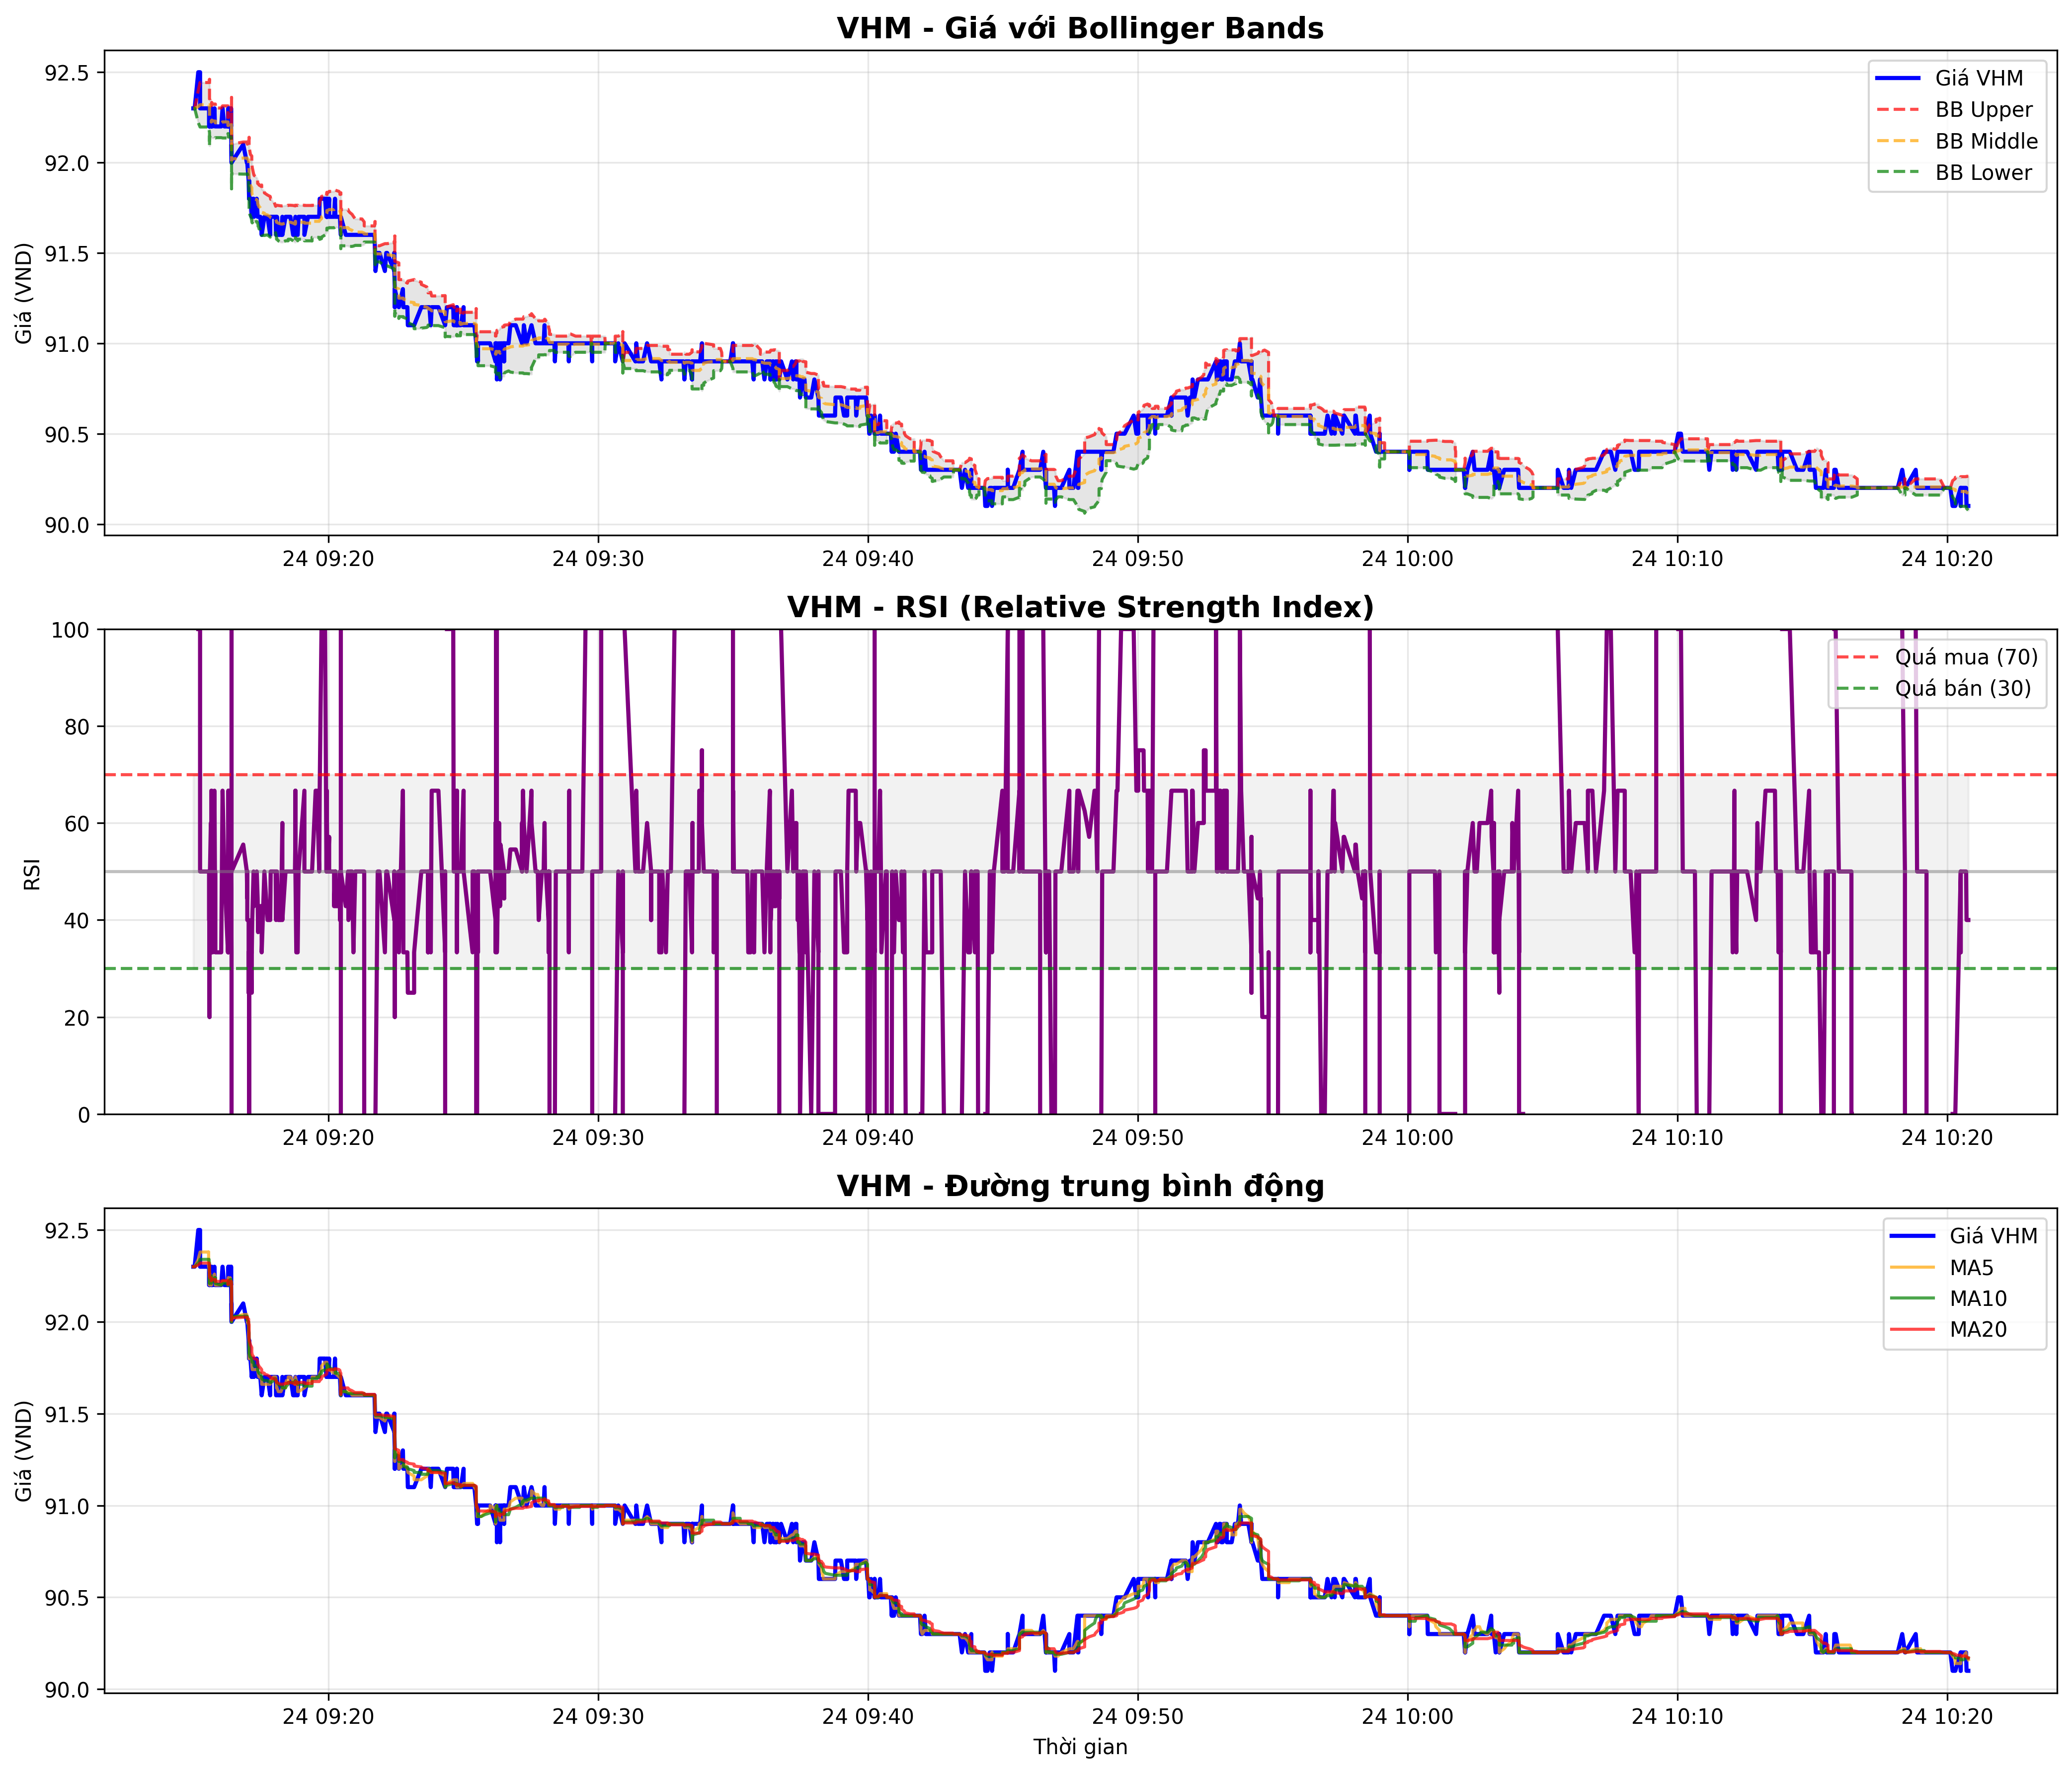 VHM - Giá với Bollinger Bands
Giá (VND)
92.5
92.0
91.5
91.0
90.5
90.0
Giá VHM
BB Upper
BB Middle
BB Lower
24 09:20
24 09:30
24 09:40
24 09:50
24 10:00
24 10:10
24 10:20
VHM - RSI (Relative Strength Index)
RSI
100
80
60
40
20
0
Quá mua (70)
Quá bán (30)
24 09:20
24 09:30
24 09:40
24 09:50
24 10:00
24 10:10
24 10:20
VHM - Đường trung bình động
Giá (VND)
92.5
92.0
91.5
91.0
90.5
90.0
Giá VHM
MA5
MA10
MA20
24 09:20
24 09:30
24 09:40
24 09:50
24 10:00
24 10:10
24 10:20
Thời gian